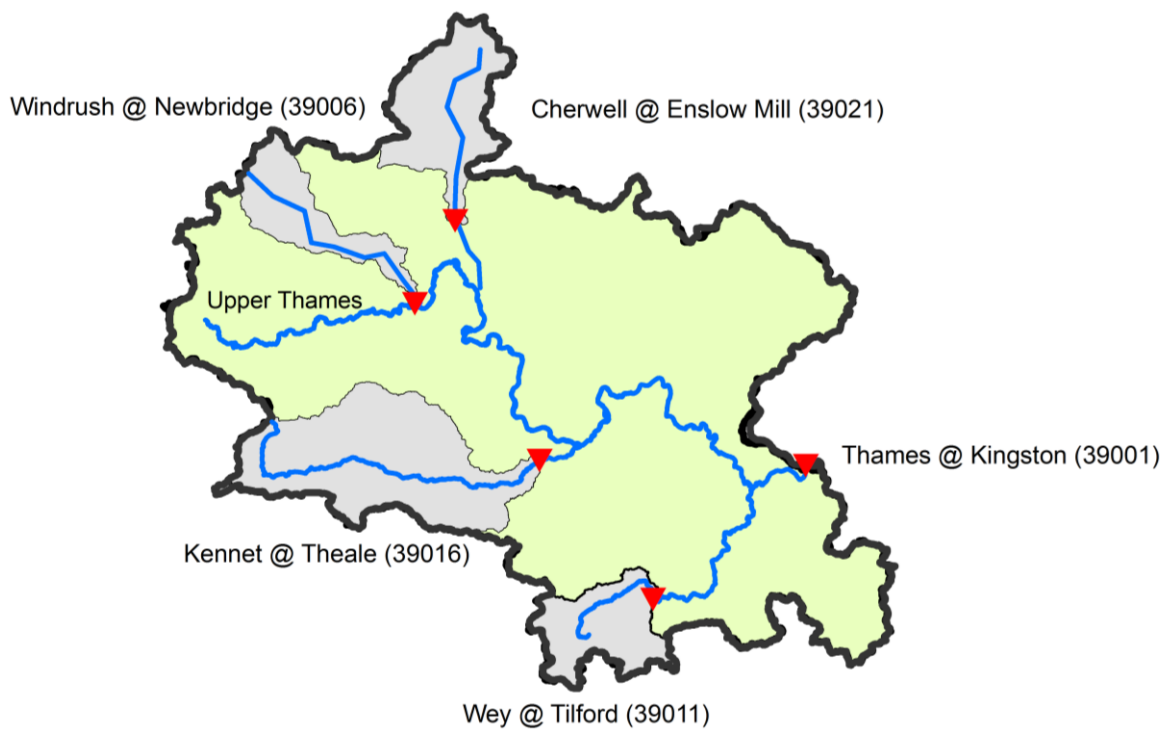 Windrush @ Newbridge (39006)
Cherwell @ Enslow Mill (39021)
Upper Thames
Thames @ Kingston (39001)
Kennet @ Theale (39016)
Wey @ Tilford (39011)